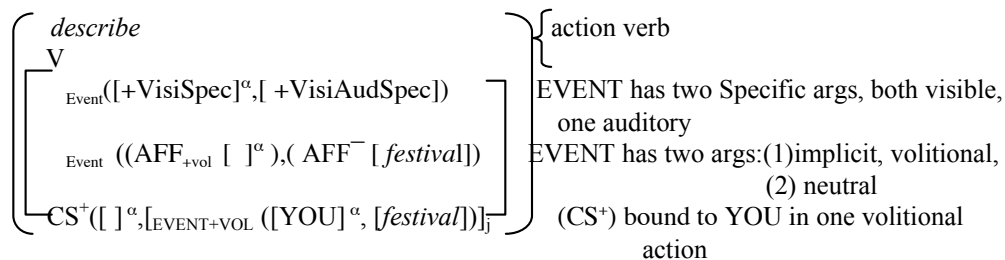 describe action verb
V
Event([+VisiSpec]α,[ +VisiAudSpec]) EVENT has two Specific args, both visible,
one auditory
Event ((AFF+vol [ ]α ),( AFF— [ festival]) EVENT has two args:(1)implicit, volitional,
(2) neutral
CS+([ ] α,[EVENT+VOL ([YOU]α, [festival])]j (CS+) bound to YOU in one volitional
action